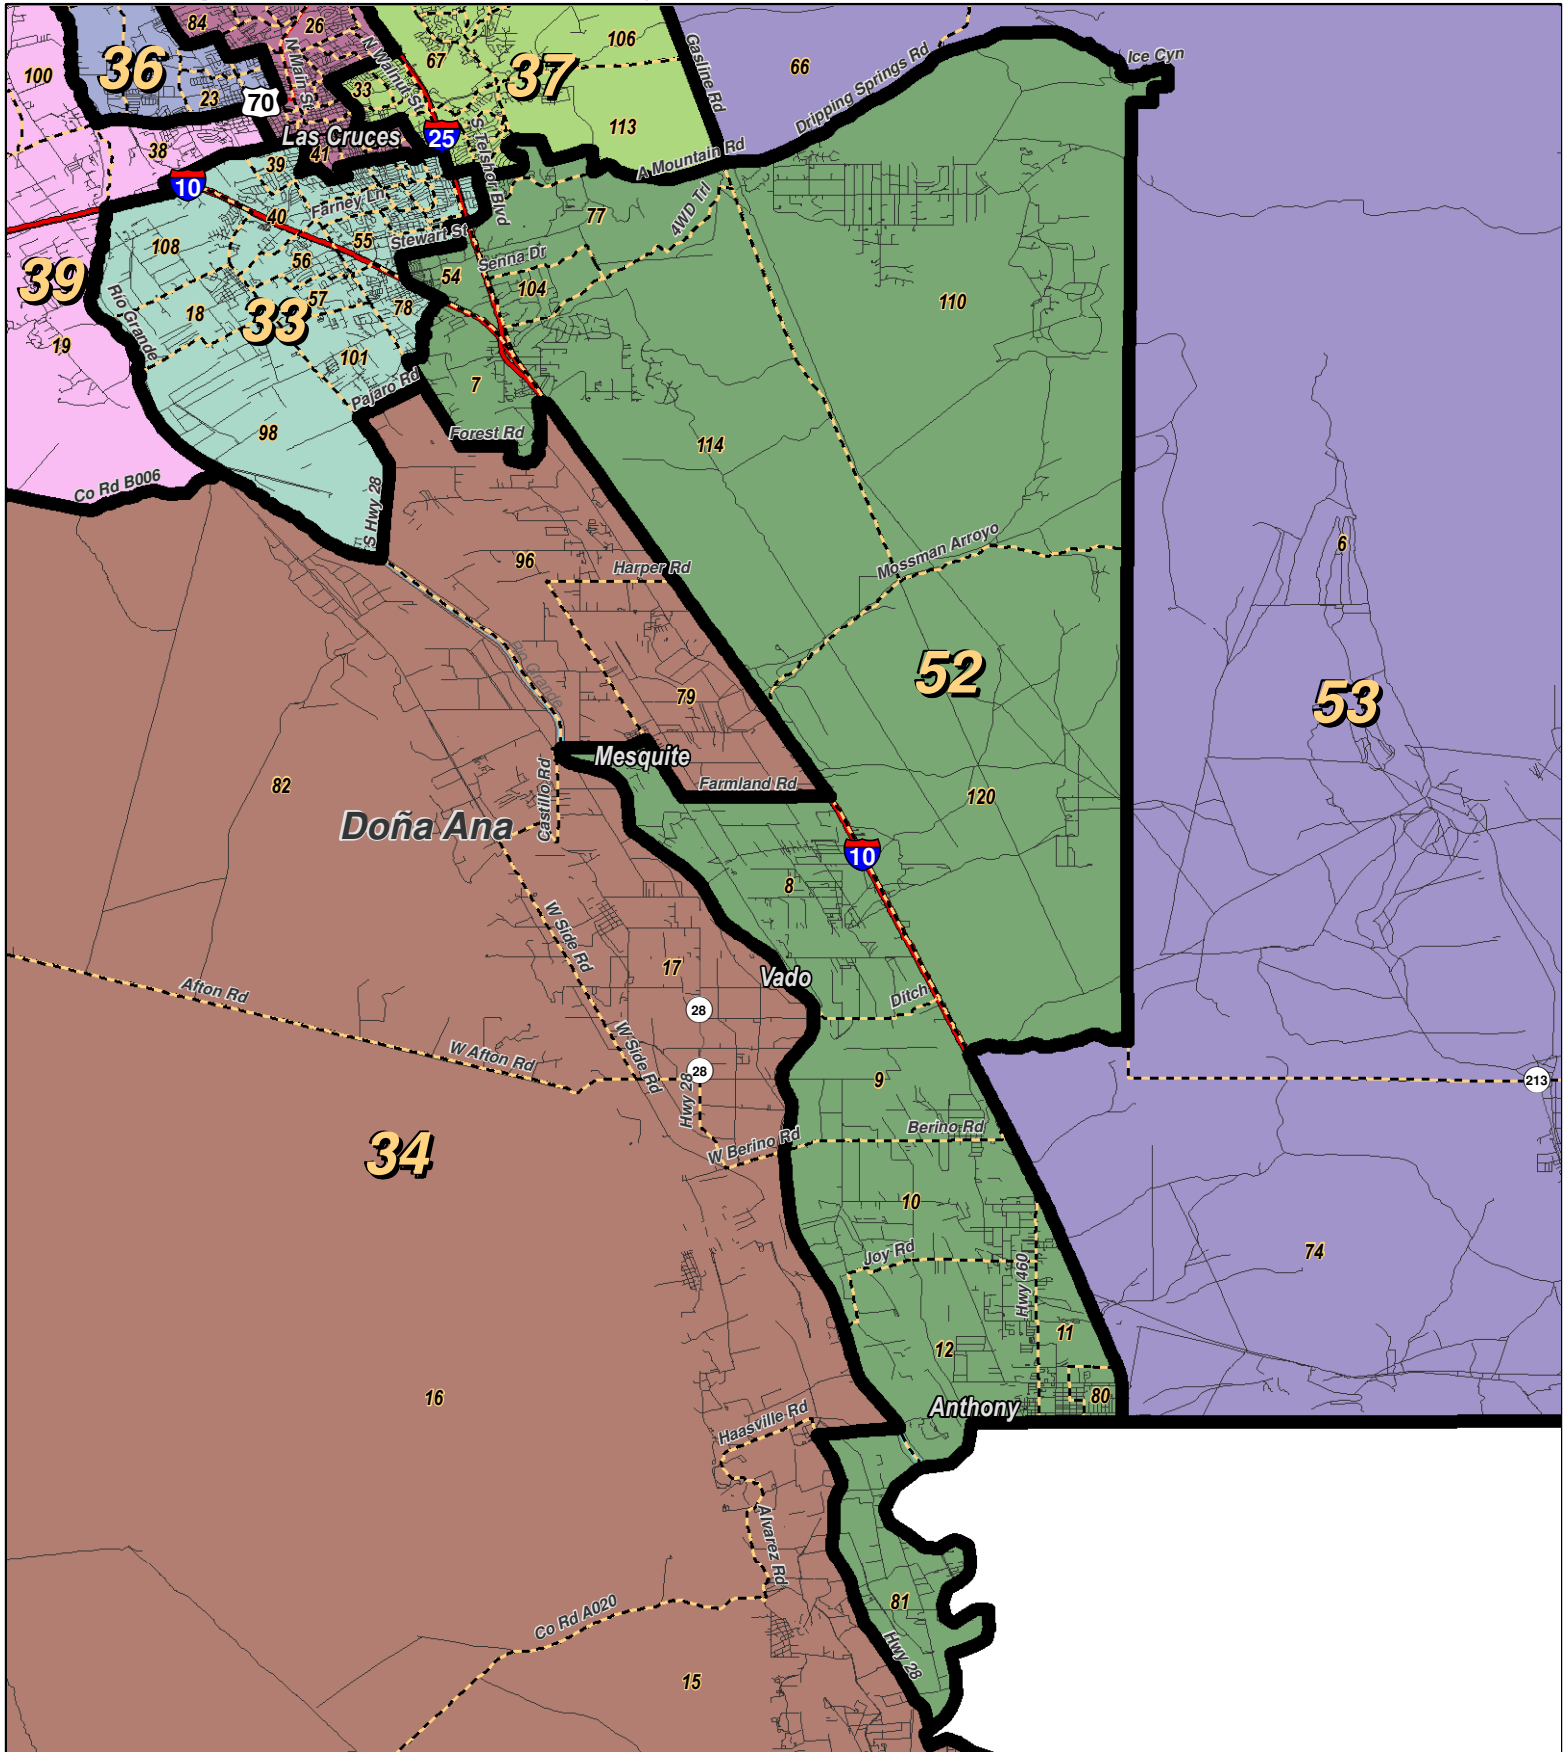 84
26
106
67
N Main St
N Walnut St
Gasline Rd
66
Dripping Springs Rd
Ice Cyn
36
37
100
23
70
33
Las Cruces
25
113
S Telshor Blvd
A Mountain Rd
38
39
41
10
Farney Ln
40
77
4WD Trl
108
55
Stewart St
Senna Dr
56
54
104
110
39
Rio Grande
18
57
33
78
19
101
7
Pajaro Rd
98
Forest Rd
114
Co Rd B006
S Hwy 28
Mossman Arroyo
6
96
Harper Rd
Rio Grande
79
52
53
Mesquite
82
Castillo Rd
Farmland Rd
120
Doña Ana
10
8
W Side Rd
17
Vado
Afton Rd
Ditch
28
W Afton Rd
W Side Rd
28
Hwy 28
9
213
34
W Berino Rd
Berino Rd
10
Joy Rd
Hwy 460
74
12
11
16
80
Anthony
Haasville Rd
Alvarez Rd
81
Co Rd A020
Hwy 28
15